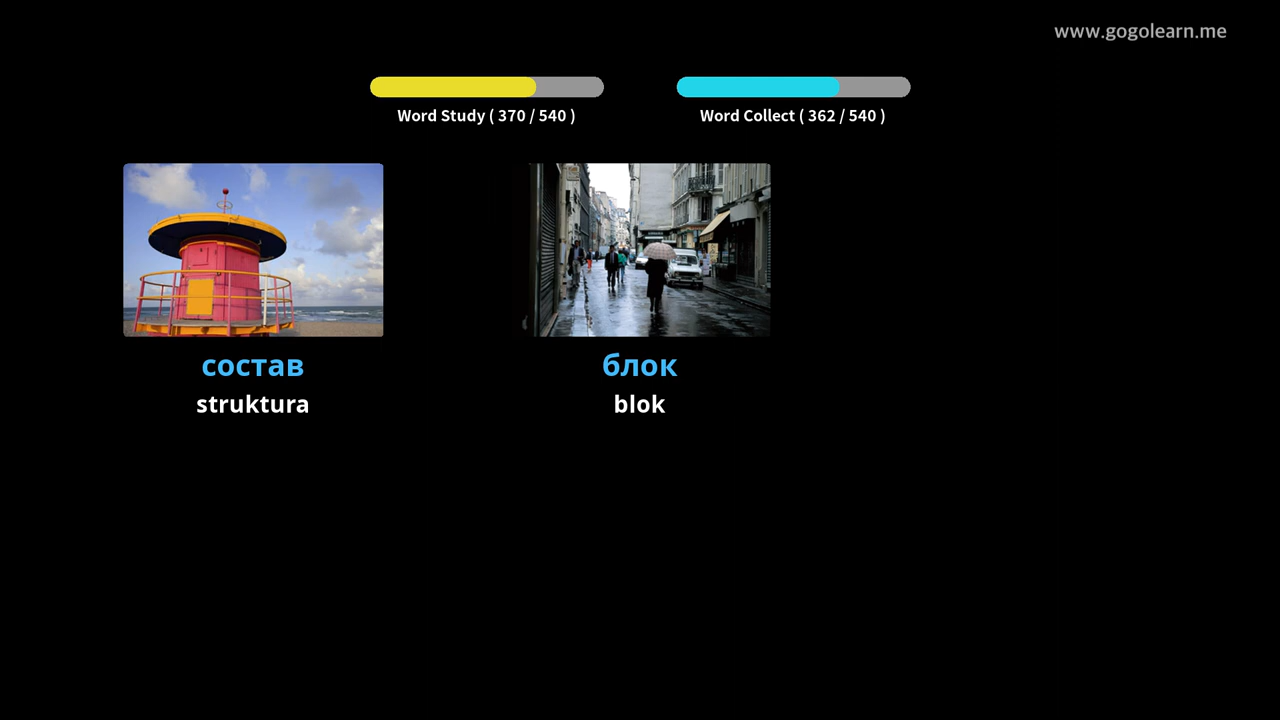 www.gogolearn.me
Word Study ( 370 / 540 )
Word Collect ( 362 / 540 )
состав
struktura
блок
blok